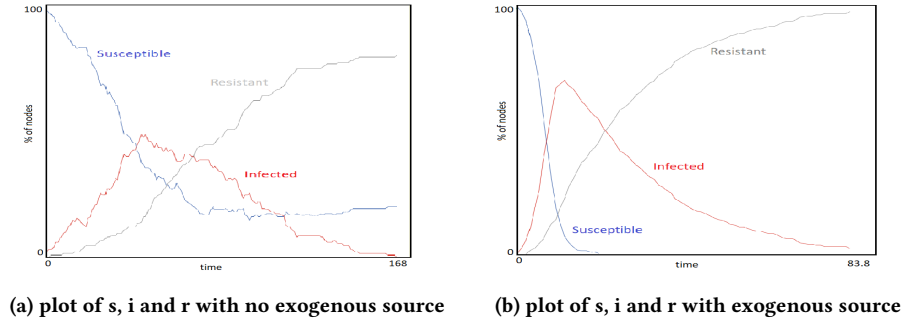 100
Susceptible
Resistant
Infected
% of nodes
0
0
time
168
(a) plot of s, i and r with no exogenous source
100
Resistant
Infected
Susceptible
% of nodes
0
0
time
83.8
(b) plot of s, i and r with exogenous source